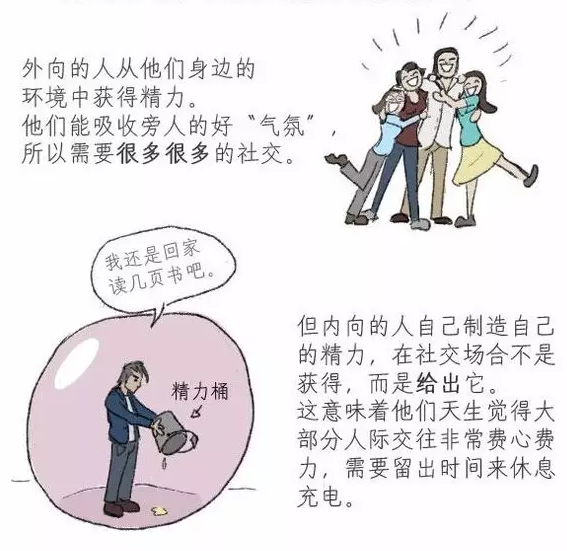 外向的人从他们身边的
环境中获得精力。
他们能吸收旁人的好“气氛”，
所以需要很多很多的社交。
我还是回家
读几页书吧。
精力桶
但内向的人自己制造自己
的精力，在社交场合不是
获得，而是给出它。
这意味着他们天生觉得大
部分人际交往非常费心费
力，需要留出时间来休息
充电。